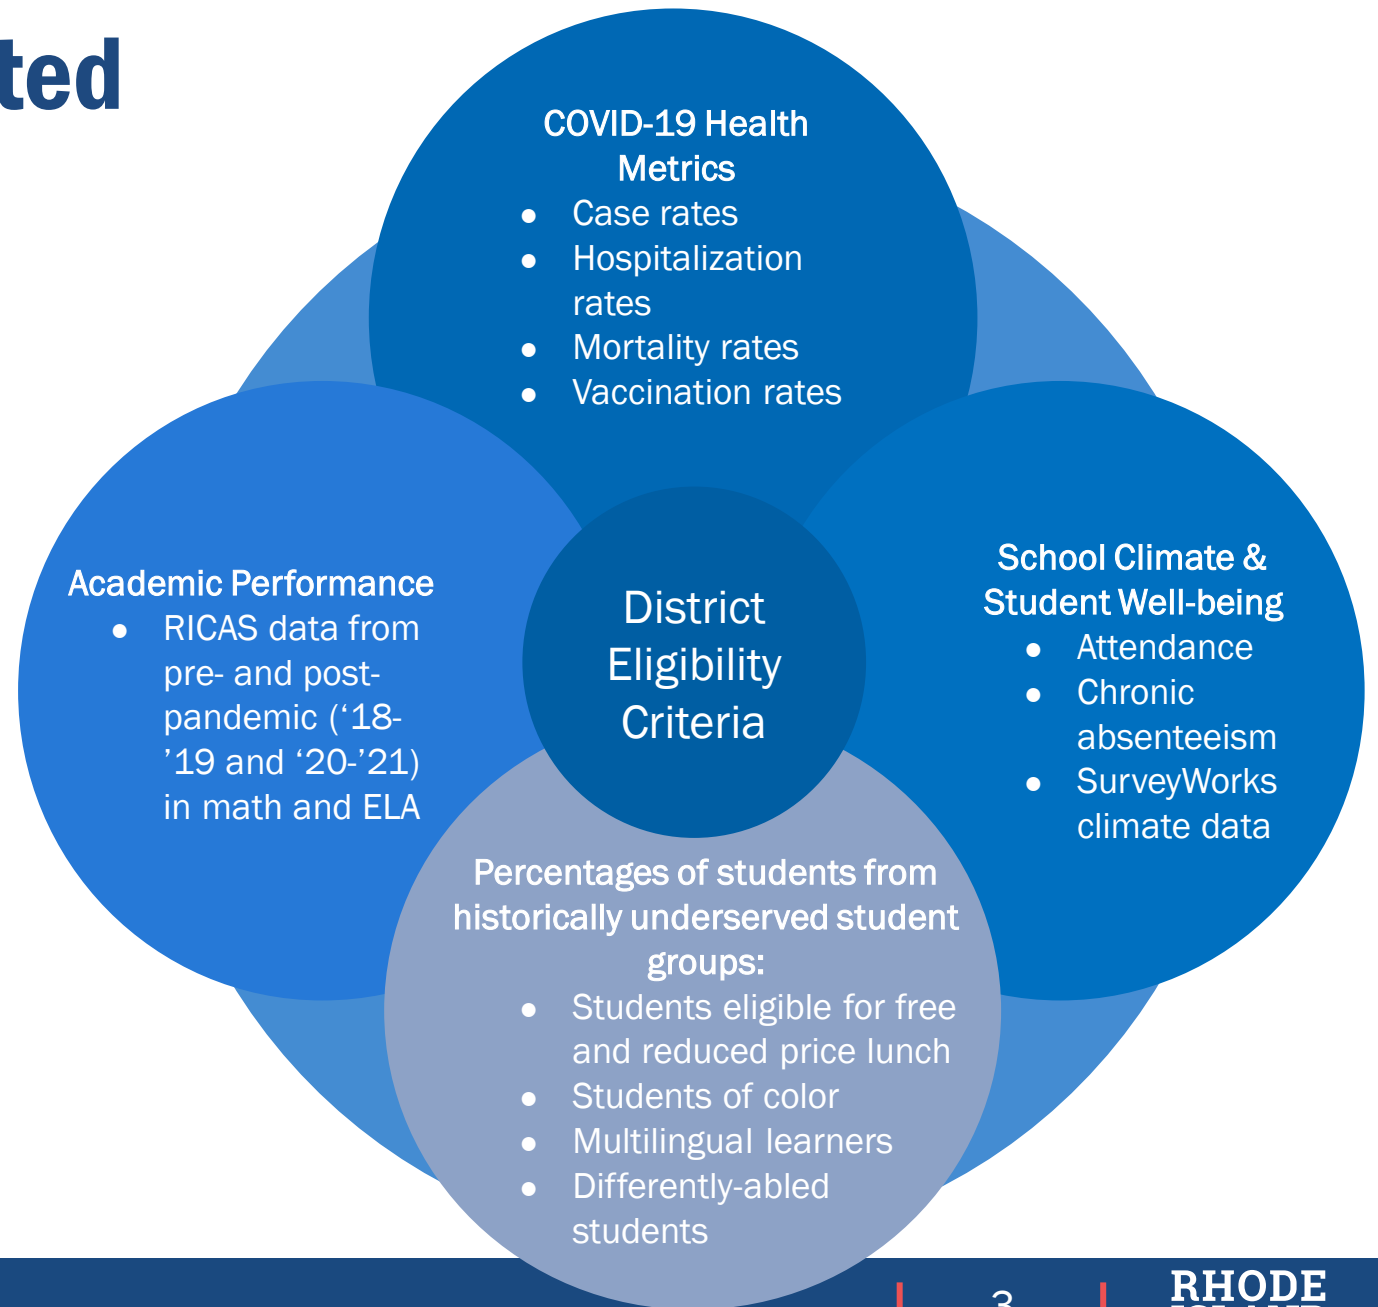 ted
COVID-19 Health
Metrics
● Case rates
● Hospitalization
rates
● Mortality rates
● Vaccination rates
Academic Performance
● RICAS data from
pre- and post-
pandemic (‘18-
’19 and ‘20-’21)
in math and ELA
District
Eligibility
Criteria
School Climate &
Student Well-being
● Attendance
● Chronic
absenteeism
● SurveyWorks
climate data
Percentages of students from
historically underserved student
groups:
● Students eligible for free
and reduced price lunch
● Students of color
● Multilingual learners
● Differently-abled
students
3
RHODE
ISLAND